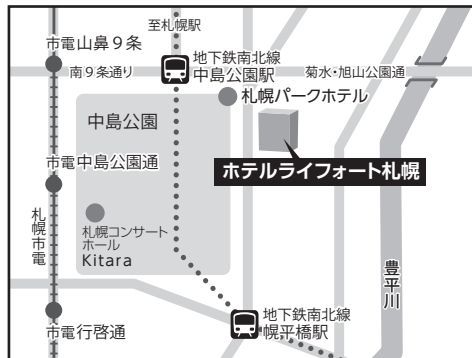 至札幌駅
市電山鼻9条
地下鉄南北線
中島公園駅
南9条通り
菊水・旭山公園通
札幌パークホテル
中島公園
ホテルライフォート札幌
市電中島公園通
札幌市電
札幌コンサート
ホール
Kitara
豊平川
地下鉄南北線
幌平橋駅
市電行啓通